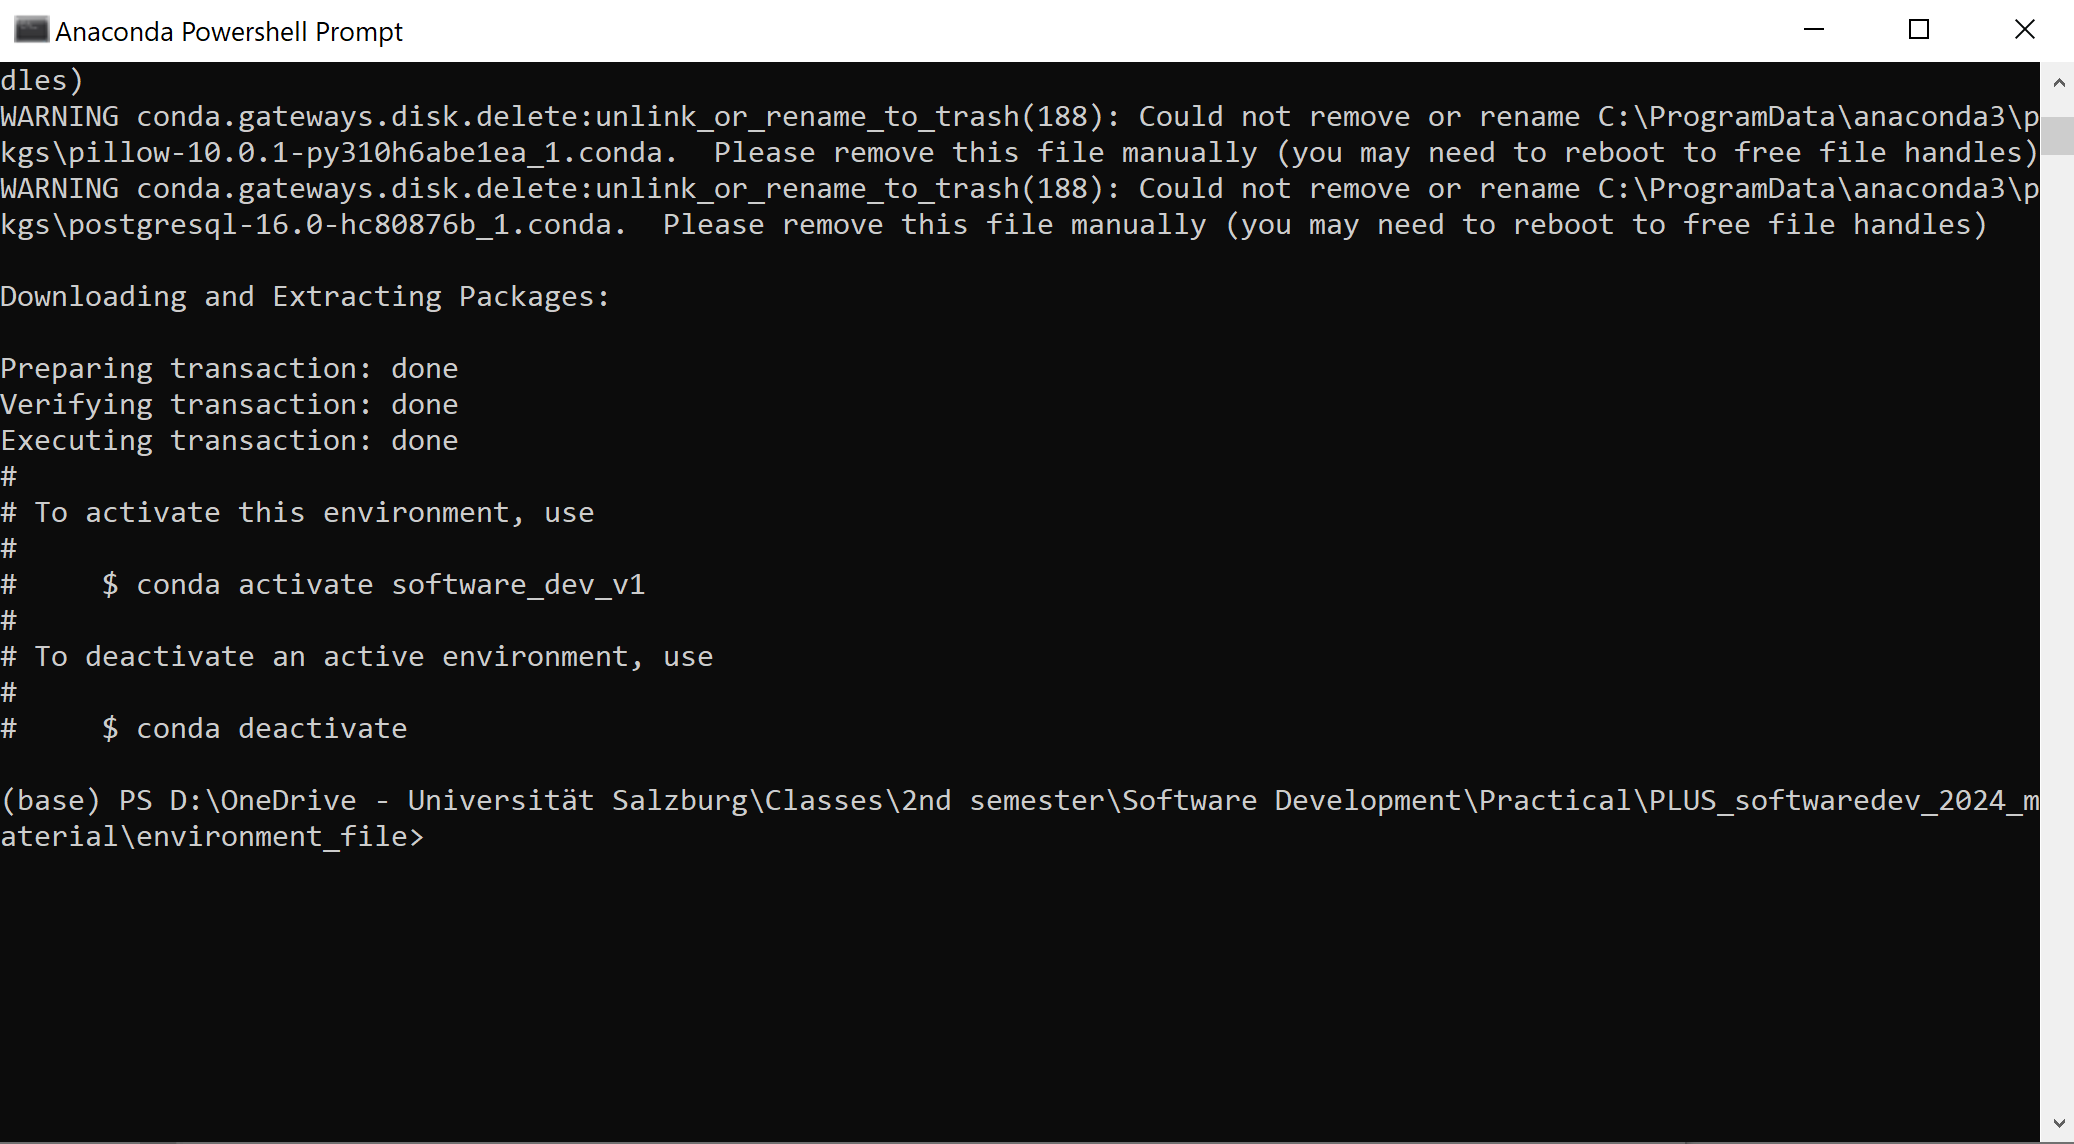 Anaconda Powershell Prompt
dles)
WARNING conda.gateways.disk.delete:unlink_or_rename_to_trash(188): Could not remove or rename C:\ProgramData\anaconda3\p
kgs\pillow-10.0.1-py310h6abe1ea_1.conda.  Please remove this file manually (you may need to reboot to free file handles)
WARNING conda.gateways.disk.delete:unlink_or_rename_to_trash(188): Could not remove or rename C:\ProgramData\anaconda3\p
kgs\postgresql-16.0-hc80876b_1.conda.  Please remove this file manually (you may need to reboot to free file handles)
Downloading and Extracting Packages:
Preparing transaction: done
Verifying transaction: done
Executing transaction: done
#
# To activate this environment, use
#
#     $ conda activate software_dev_v1
#
# To deactivate an active environment, use
#
#     $ conda deactivate
(base) PS D:\OneDrive - Universität Salzburg\Classes\2nd semester\Software Development\Practical\PLUS_softwaredev_2024_m
aterial\environment_file>